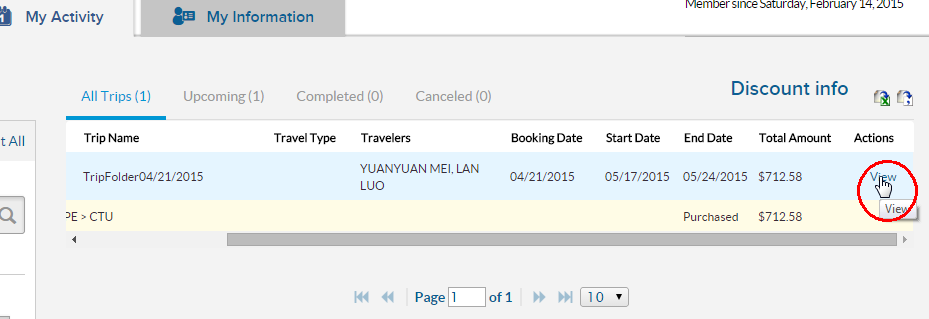 Member since Saturday, February 14, 2015
My Activity
My Information
All Trips (1) Upcoming (1) Completed (0) Canceled (0)
Discount info
t All
Trip Name Travel Type Travelers Booking Date Start Date End Date Total Amount Actions
TripFolder04/21/2015 YUANYUAN MEI, LAN 04/21/2015 05/17/2015 05/24/2015 $712.58 View
LUO
View
PE > CTU Purchased $712.58
Page 1 of 1 10